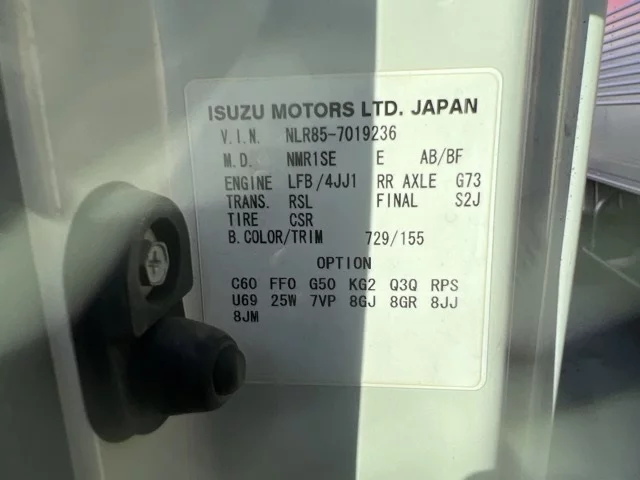 ISUZU MOTORS LTD. JAPAN
V.I.N. NLR85-7019236
M.D. NMR1SE E AB/BF
ENGINE LFB/4JJ1 RR AXLE G73
TRANS. RSL FINAL S2J
TIRE CSR
B.COLOR/TRIM 729/155
OPTION
C60 FF0 G50 KG2 Q3Q RPS
U69 25W 7VP 8GJ 8GR 8JJ
8JM